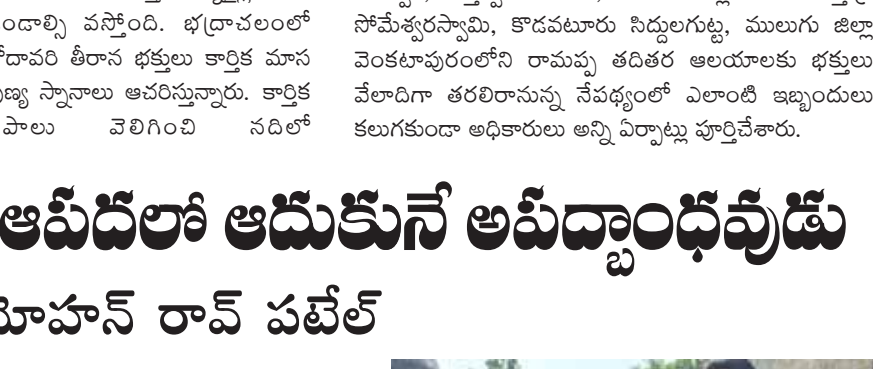 ండాల్సి వస్తోంది. భద్రాచలంలో
తీరాన భక్తులు కార్తిక మాస
స్నానాలు ఆచరిస్తున్నారు. కార్తిక
పాలు వెలిగించి నదిలో
సోమేశ్వరస్వామి, కొడవటూరు సిద్దులగుట్ట, ములుగు జిల్లా
వెంకటాపురంలోని రామప్ప తదితర ఆలయాలకు భక్తులు
వేలాదిగా తరలిరానున్న నేపథ్యంలో ఎలాంటి ఇబ్బందులు
కలుగకుండా అధికారులు అన్ని ఏర్పాట్లు పూర్తిచేశారు.
ఆపదలో ఆదుకునే అపద్బాంధవుడు
మోహన్ రావ్ పటేల్